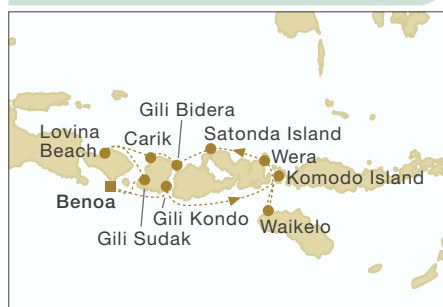 Gili Bidera
Lovina
Beach
Carik
Satonda Island
Wera
Komodo Island
Benoa
Gili Kondo
Waikelo
Gili Sudak